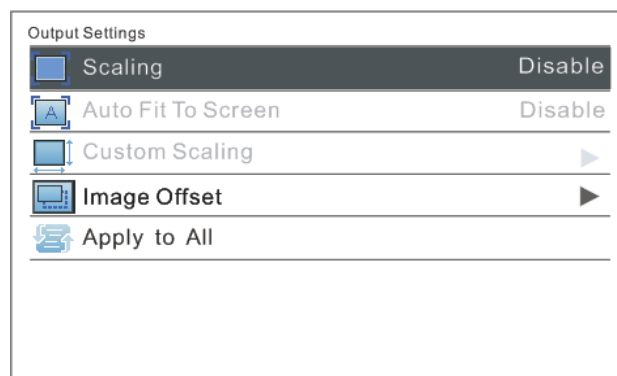 Output Settings
Scaling Disable
A Auto Fit To Screen Disable
Custom Scaling
Image Offset
Apply to All